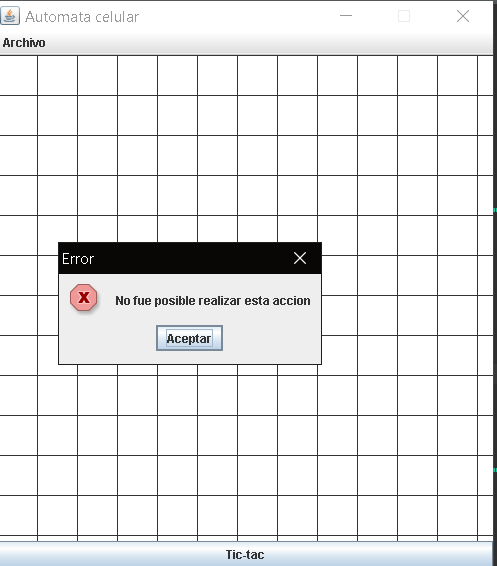 Automata celular
Archivo
Error
No fue posible realizar esta accion
Aceptar
Tic-tac